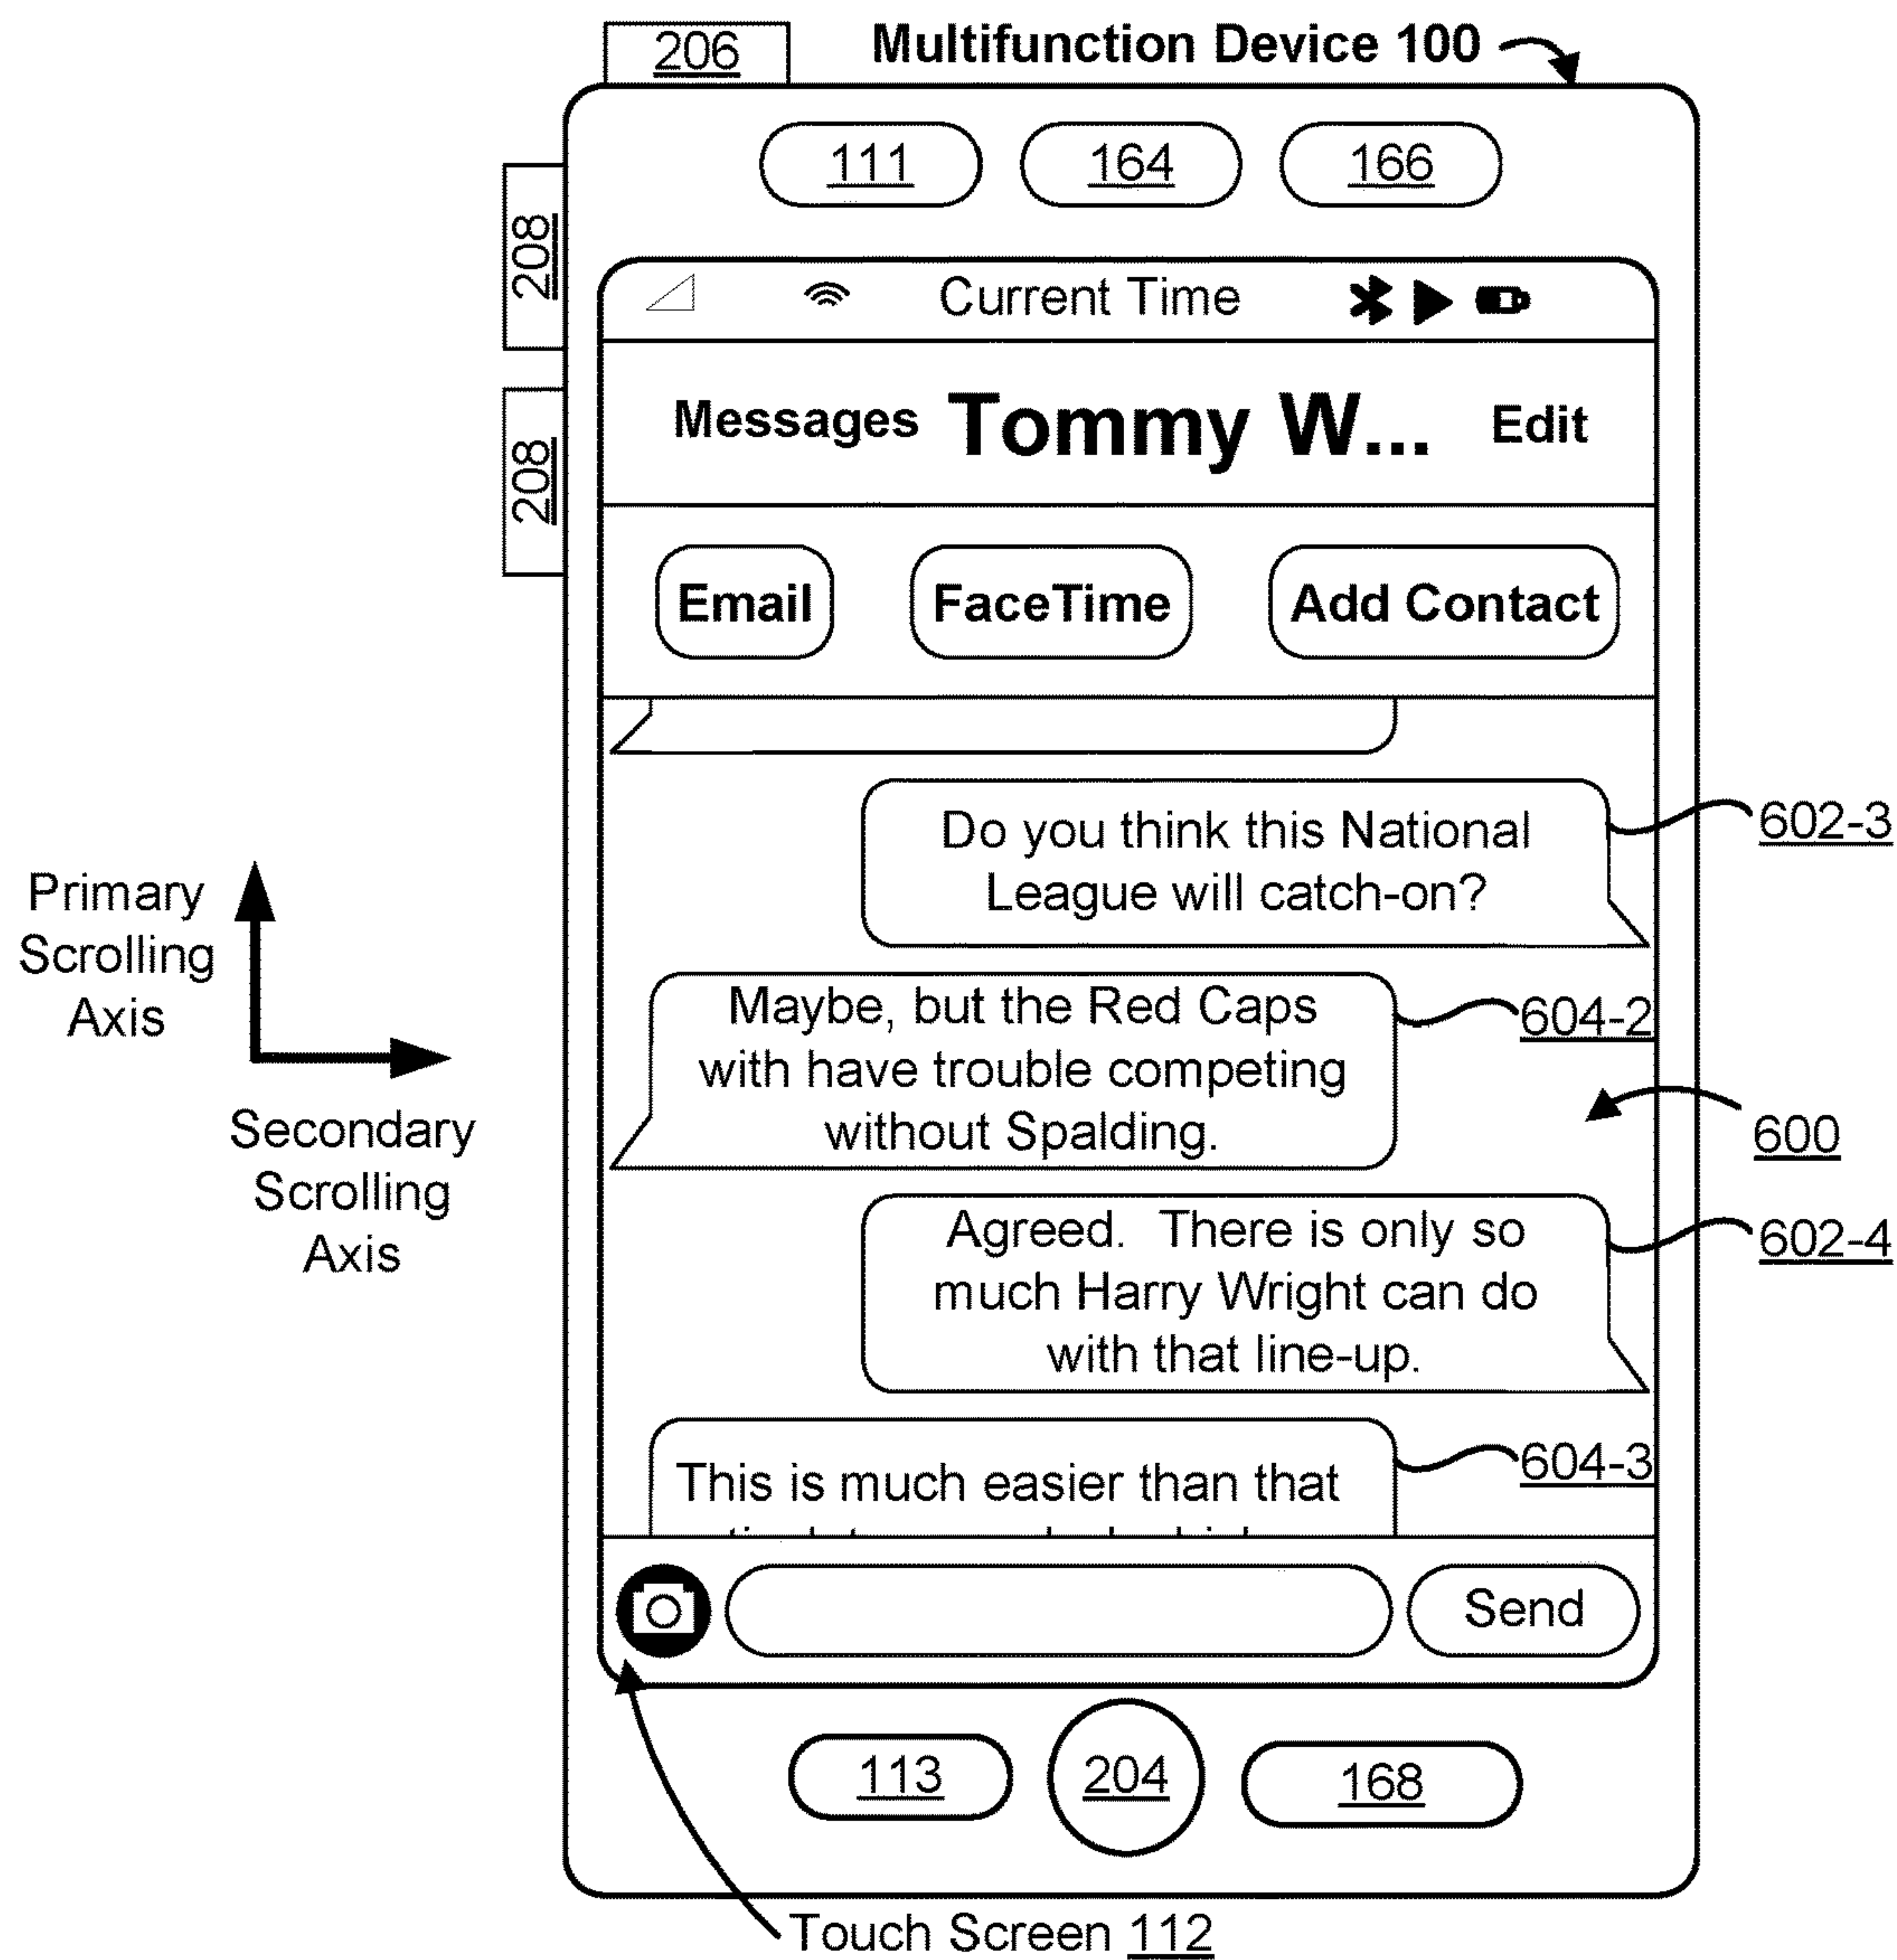 206
Multifunction Device 100
111 164 166
208
208
Current Time
Messages Tommy W... Edit
Email FaceTime Add Contact
Do you think this National
League will catch-on?
602-3
Primary
Scrolling
Axis
Secondary
Scrolling
Axis
Maybe, but the Red Caps
with have trouble competing
without Spalding.
604-2
600
Agreed. There is only so
much Harry Wright can do
with that line-up.
602-4
This is much easier than that
604-3
Send
113 204 168
Touch Screen 112